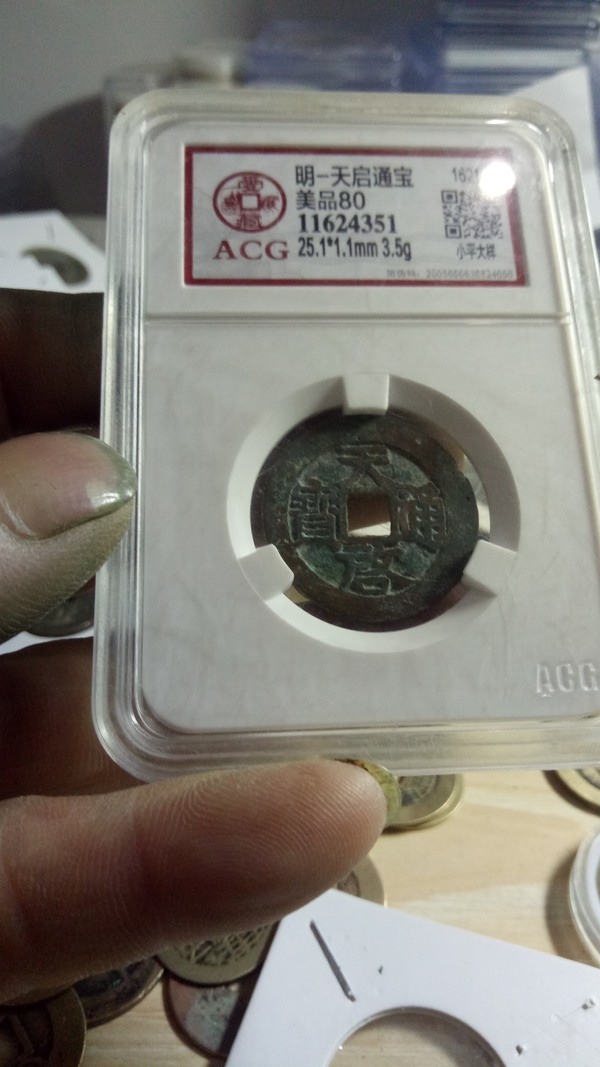 明-天启通宝
美品80
11624351
ACG 25.1*1.1mm 3.5g
小平大样
天
寶 通
启
ACG